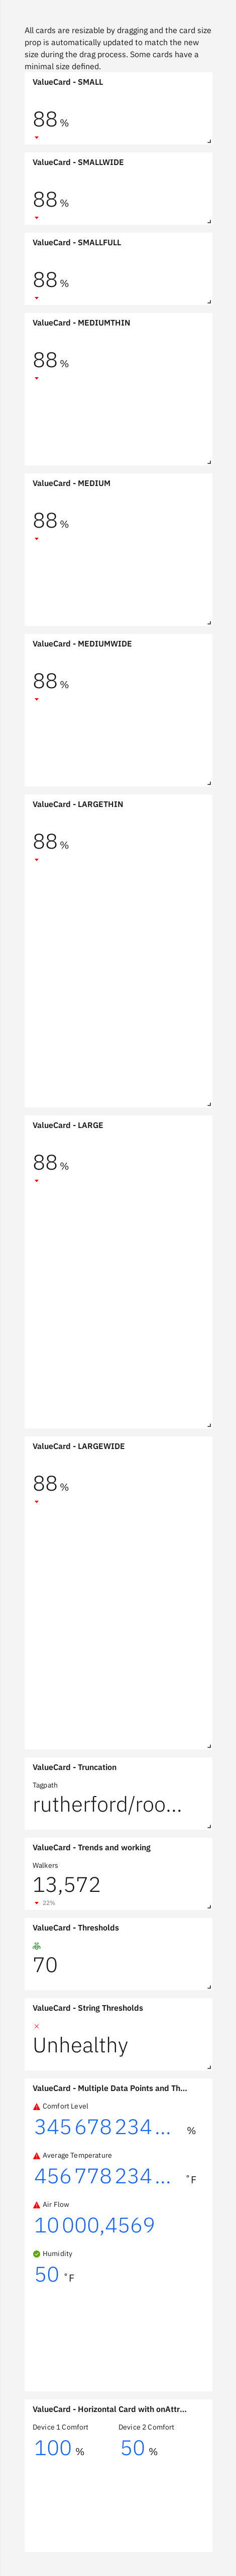 All cards are resizable by dragging and the card size
prop is automatically updated to match the new
size during the drag process. Some cards have a
minimal size defined.
ValueCard - SMALL
88 %
ValueCard - SMALLWIDE
88 %
ValueCard - SMALLFULL
88 %
ValueCard - MEDIUMTHIN
88 %
ValueCard - MEDIUM
88 %
ValueCard - MEDIUMWIDE
88 %
ValueCard - LARGETHIN
88 %
ValueCard - LARGE
88 %
ValueCard - LARGEWIDE
88 %
ValueCard - Truncation
Tagpath
rutherford/roo...
ValueCard - Trends and working
Walkers
13,572
22%
ValueCard - Thresholds
70
ValueCard - String Thresholds
Unhealthy
ValueCard - Multiple Data Points and Th...
Comfort Level
345 678 234... %
Average Temperature
456 778 234... ˚F
Air Flow
10 000,4569
Humidity
50 ˚F
ValueCard - Horizontal Card with onAttr...
Device 1 Comfort Device 2 Comfort
100 % 50 %